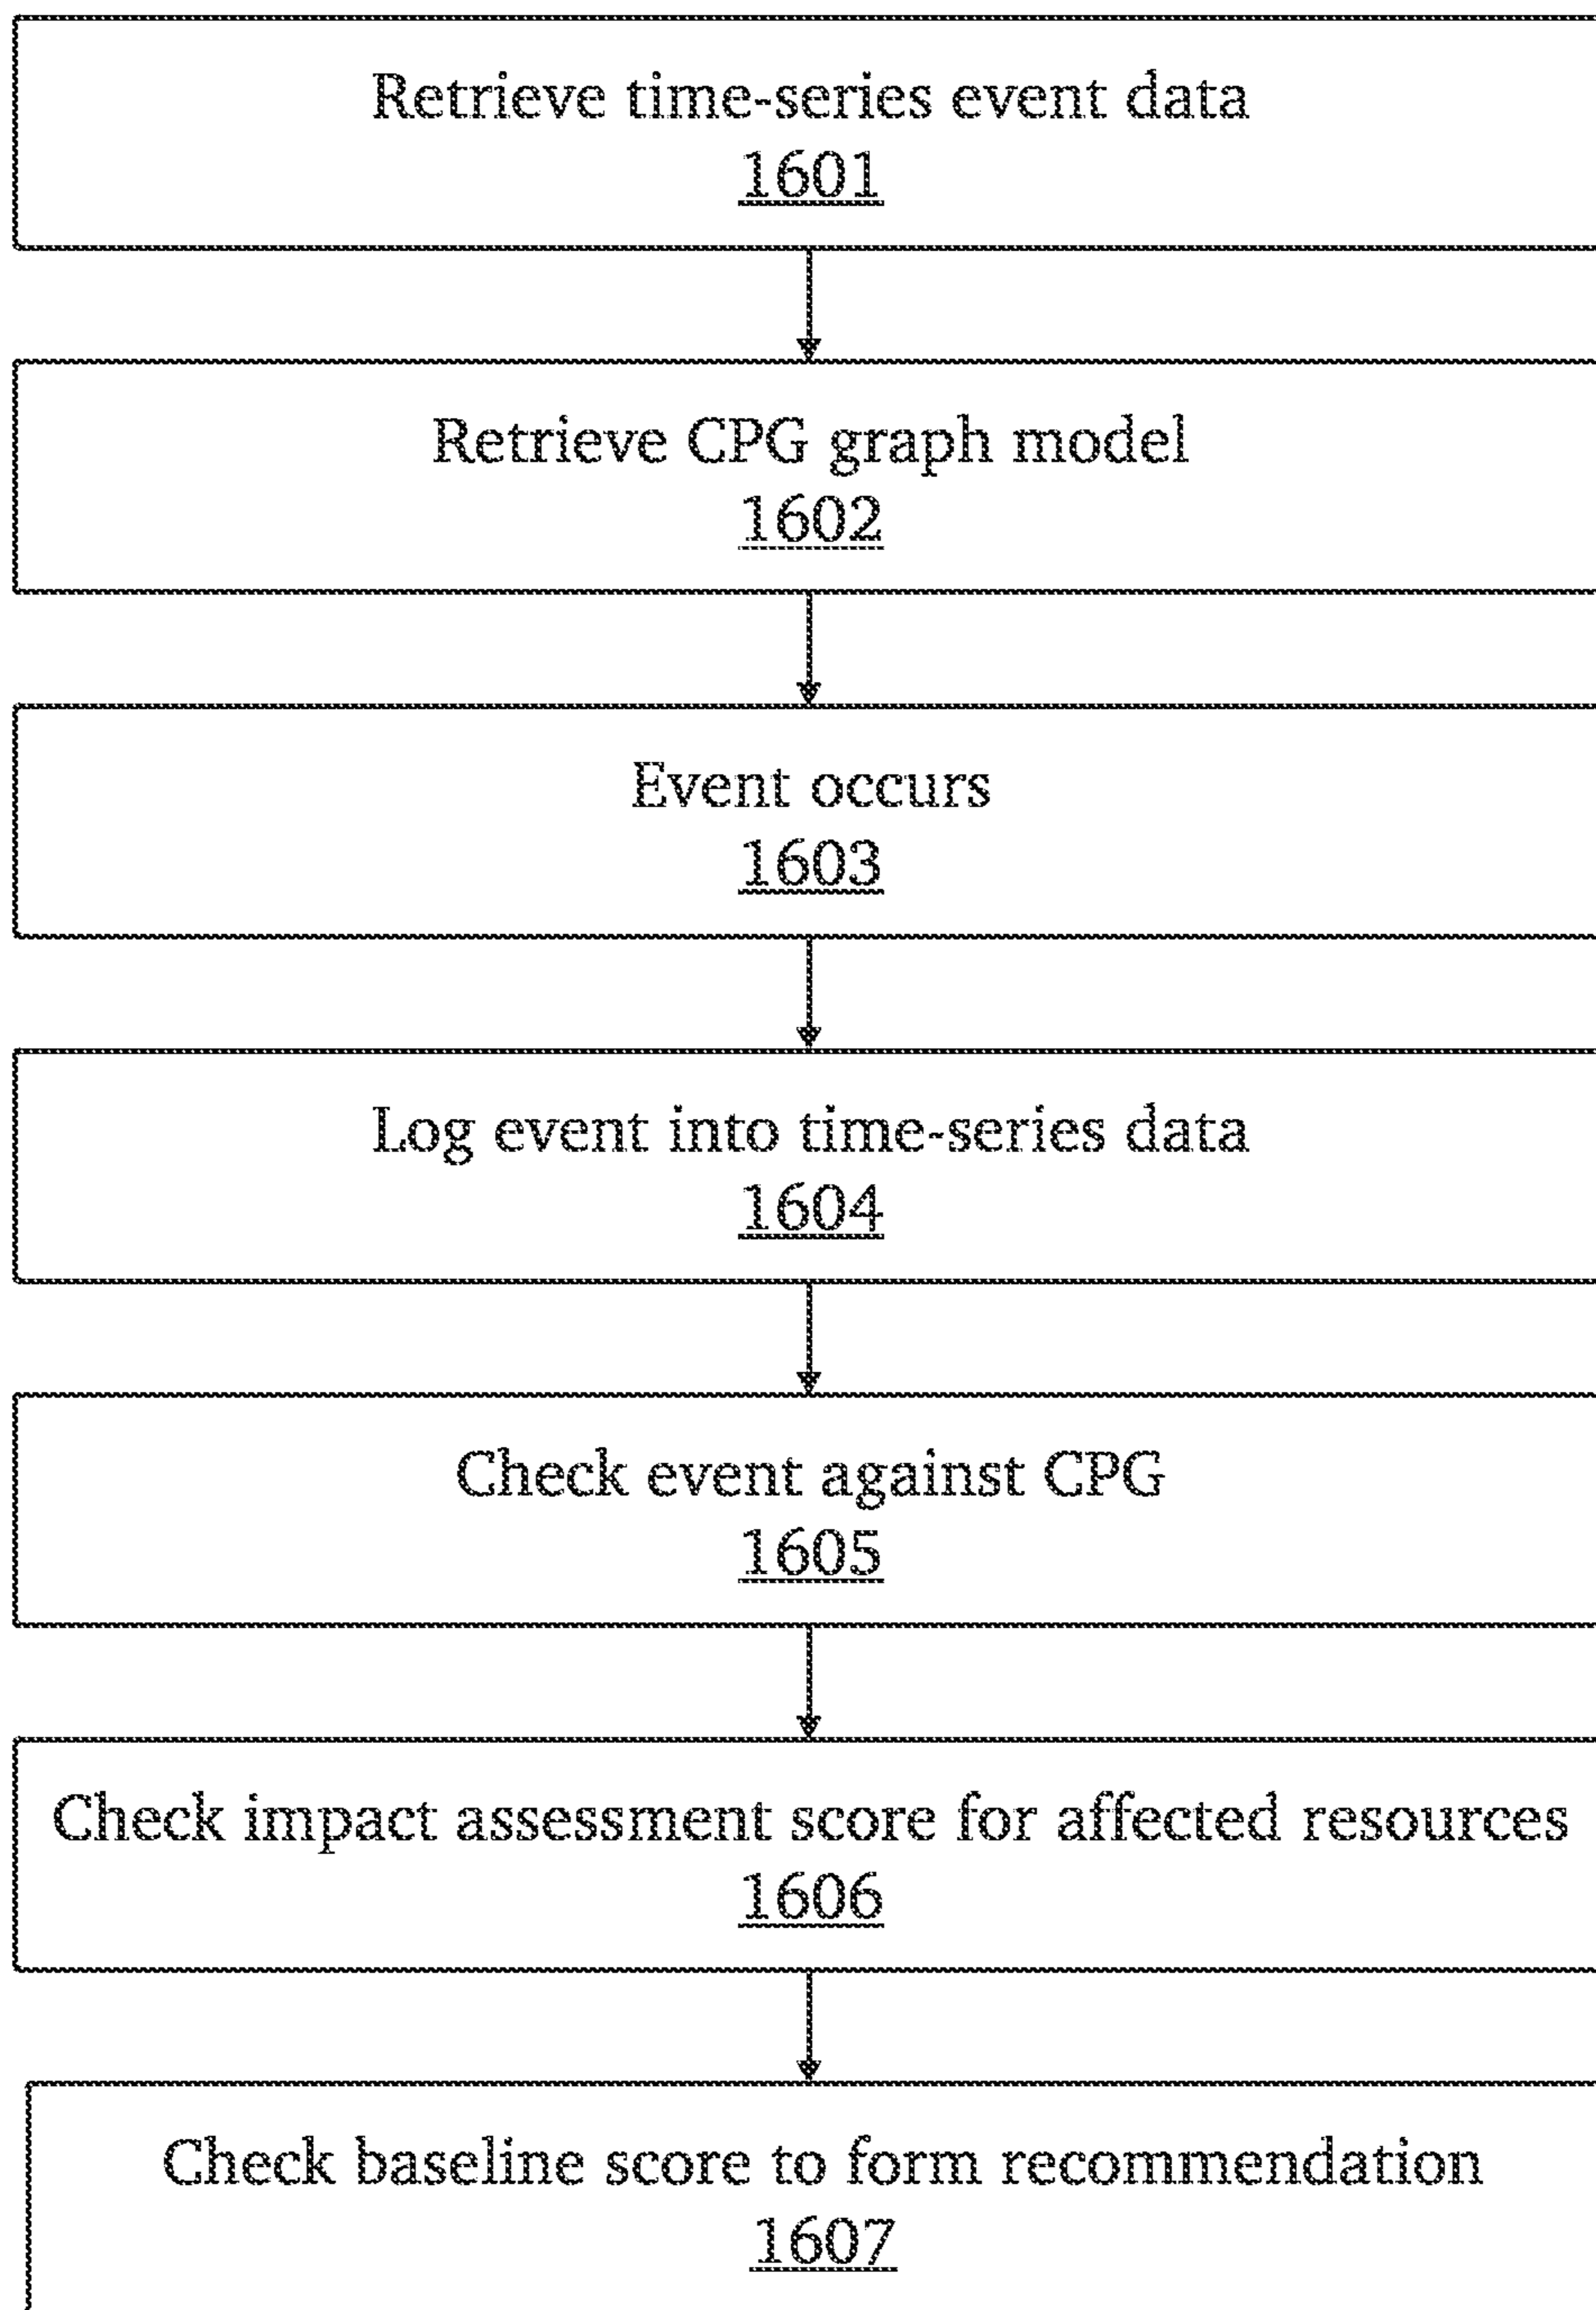 Retrieve time-series event data
1601
Retrieve CPG graph model
1602
Event occurs
1603
Log event into time-series data
1604
Check event against CPG
1605
Check impact assessment score for affected resources
1606
Check baseline score to form recommendation
1607